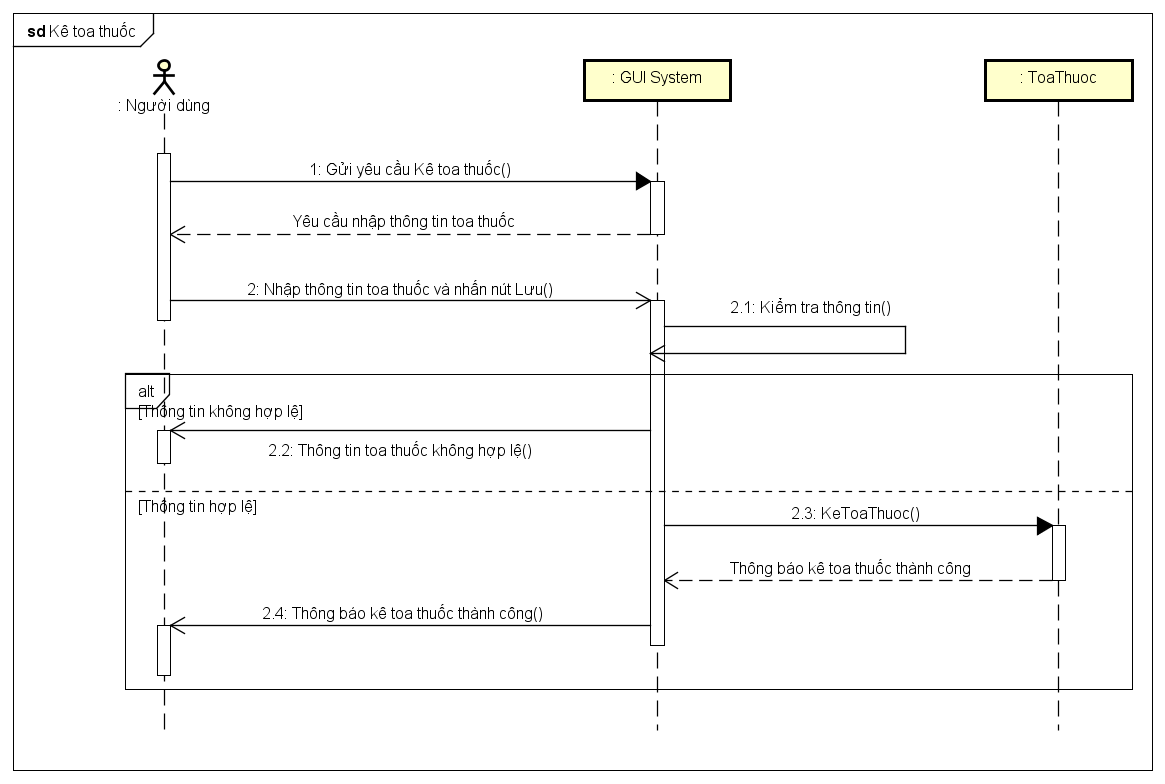 sd Kê toa thuốc
: Người dùng
: GUI System
: ToaThuoc
1: Gửi yêu cầu Kê toa thuốc()
Yêu cầu nhập thông tin toa thuốc
2: Nhập thông tin toa thuốc và nhấn nút Lưu()
2.1: Kiểm tra thông tin()
alt
[Thông tin không hợp lệ]
2.2: Thông tin toa thuốc không hợp lệ()
[Thông tin hợp lệ]
2.3: KeToaThuoc()
Thông báo kê toa thuốc thành công
2.4: Thông báo kê toa thuốc thành công()